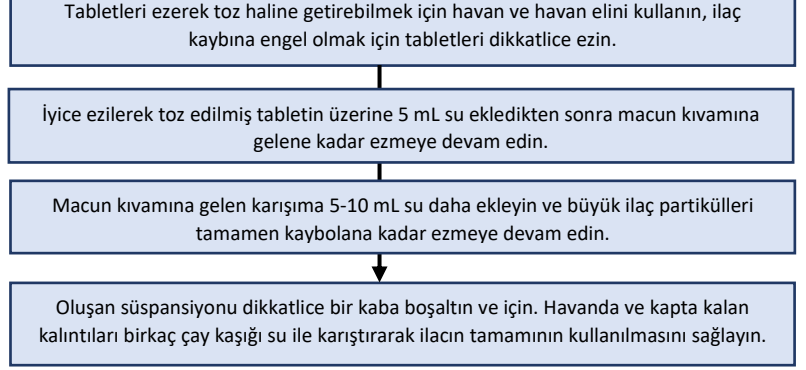 Tabletleri ezerek toz haline getirebilmek için havan ve havan elini kullanın, ilaç
kaybına engel olmak için tabletleri dikkatlice ezin.
İyice ezilerek toz edilmiş tabletin üzerine 5 mL su ekledikten sonra macun kıvamına
gelene kadar ezmeye devam edin.
Macun kıvamına gelen karışıma 5-10 mL su daha ekleyin ve büyük ilaç partikülleri
tamamen kaybolana kadar ezmeye devam edin.
Oluşan süspansiyonu dikkatlice bir kaba boşaltın ve için. Havanda ve kapta kalan
kalıntıları birkaç çay kaşığı su ile karıştırarak ilacın tamamının kullanılmasını sağlayın.